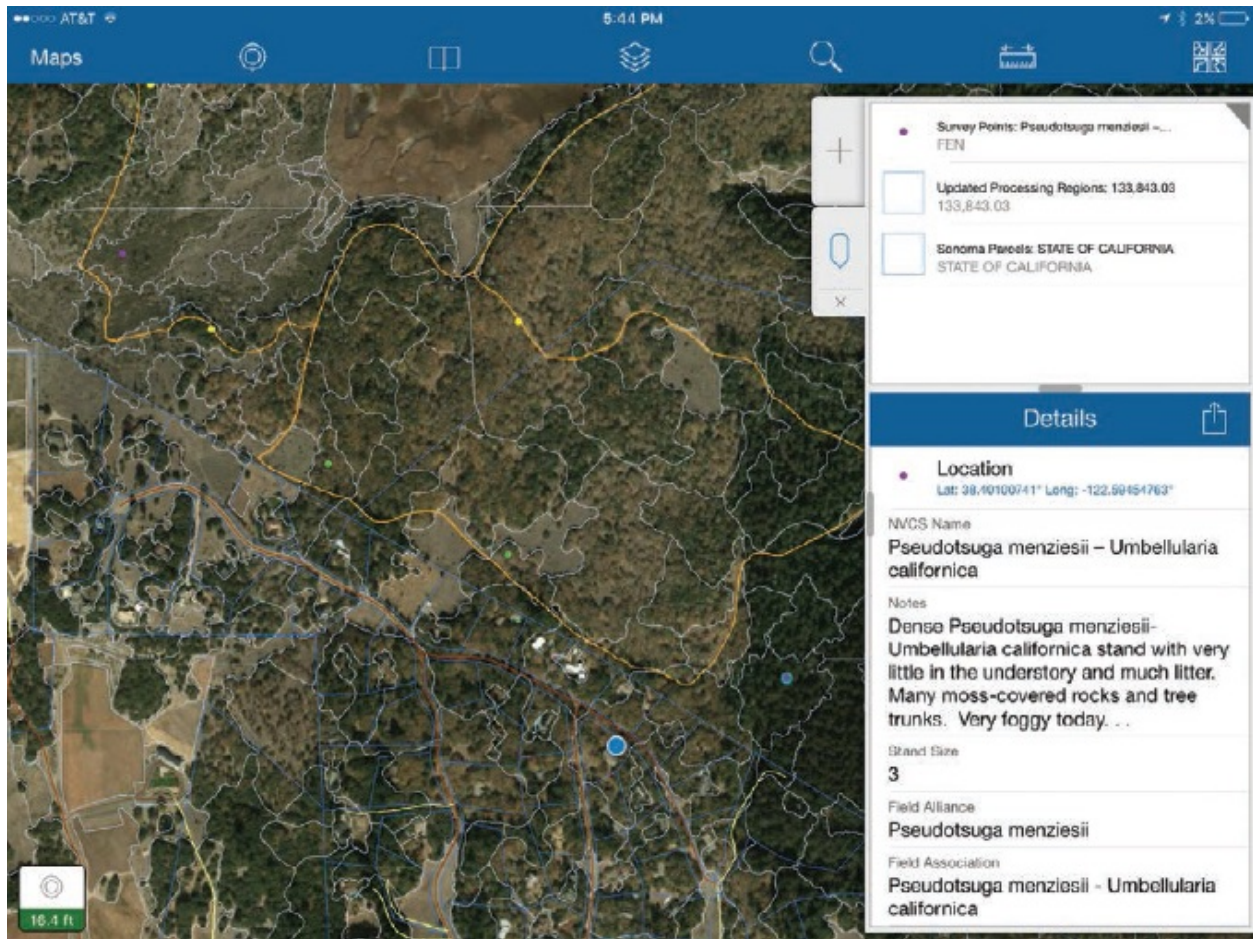 AT&T
5:44 PM
2%
Maps
Survey Points: Pseudotsuga menziesii –...
FEN
Updated Processing Regions: 133,843.03
133,843.03
Sonoma Parcels: STATE OF CALIFORNIA
STATE OF CALIFORNIA
Details
Location
Lat: 38.40100741° Long: -122.59454763°
NVCS Name
Pseudotsuga menziesii – Umbellularia
californica
Notes
Dense Pseudotsuga menziesii-
Umbellularia californica stand with very
little in the understory and much litter.
Many moss-covered rocks and tree
trunks. Very foggy today. . .
Stand Size
3
Field Alliance
Pseudotsuga menziesii
Field Association
Pseudotsuga menziesii - Umbellularia
californica
16.4 ft